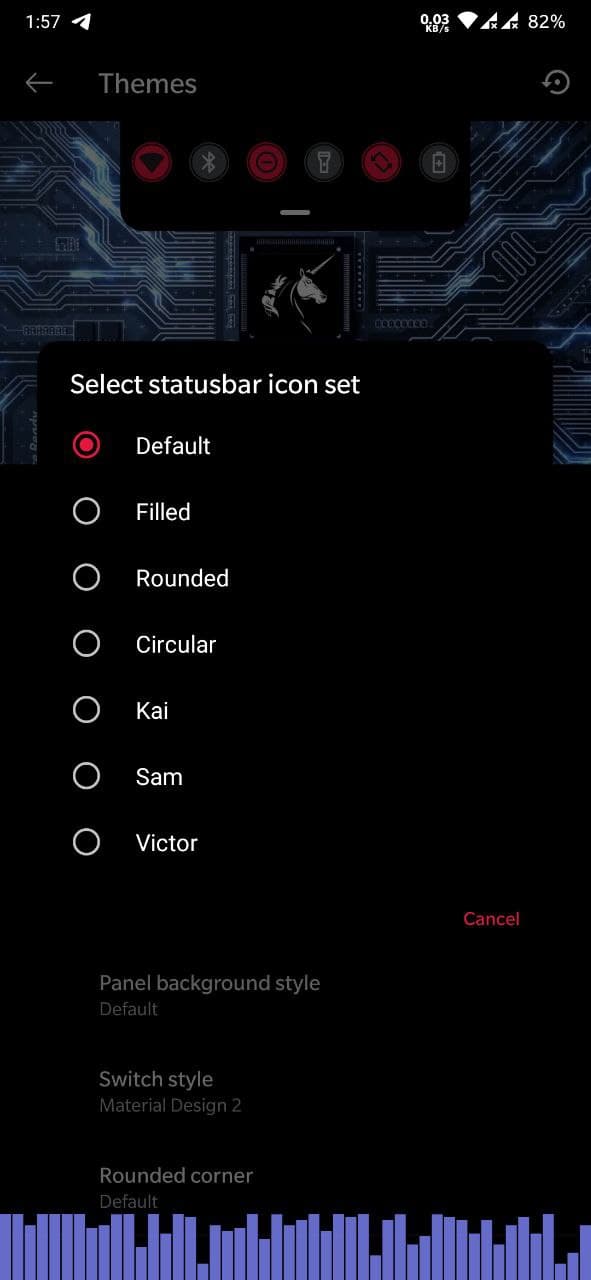 1:57
0.03
KB/s
82%
Themes
Select statusbar icon set
Default
Filled
Rounded
Circular
Kai
Sam
Victor
Cancel
Panel background style
Default
Switch style
Material Design 2
Rounded corner
Default